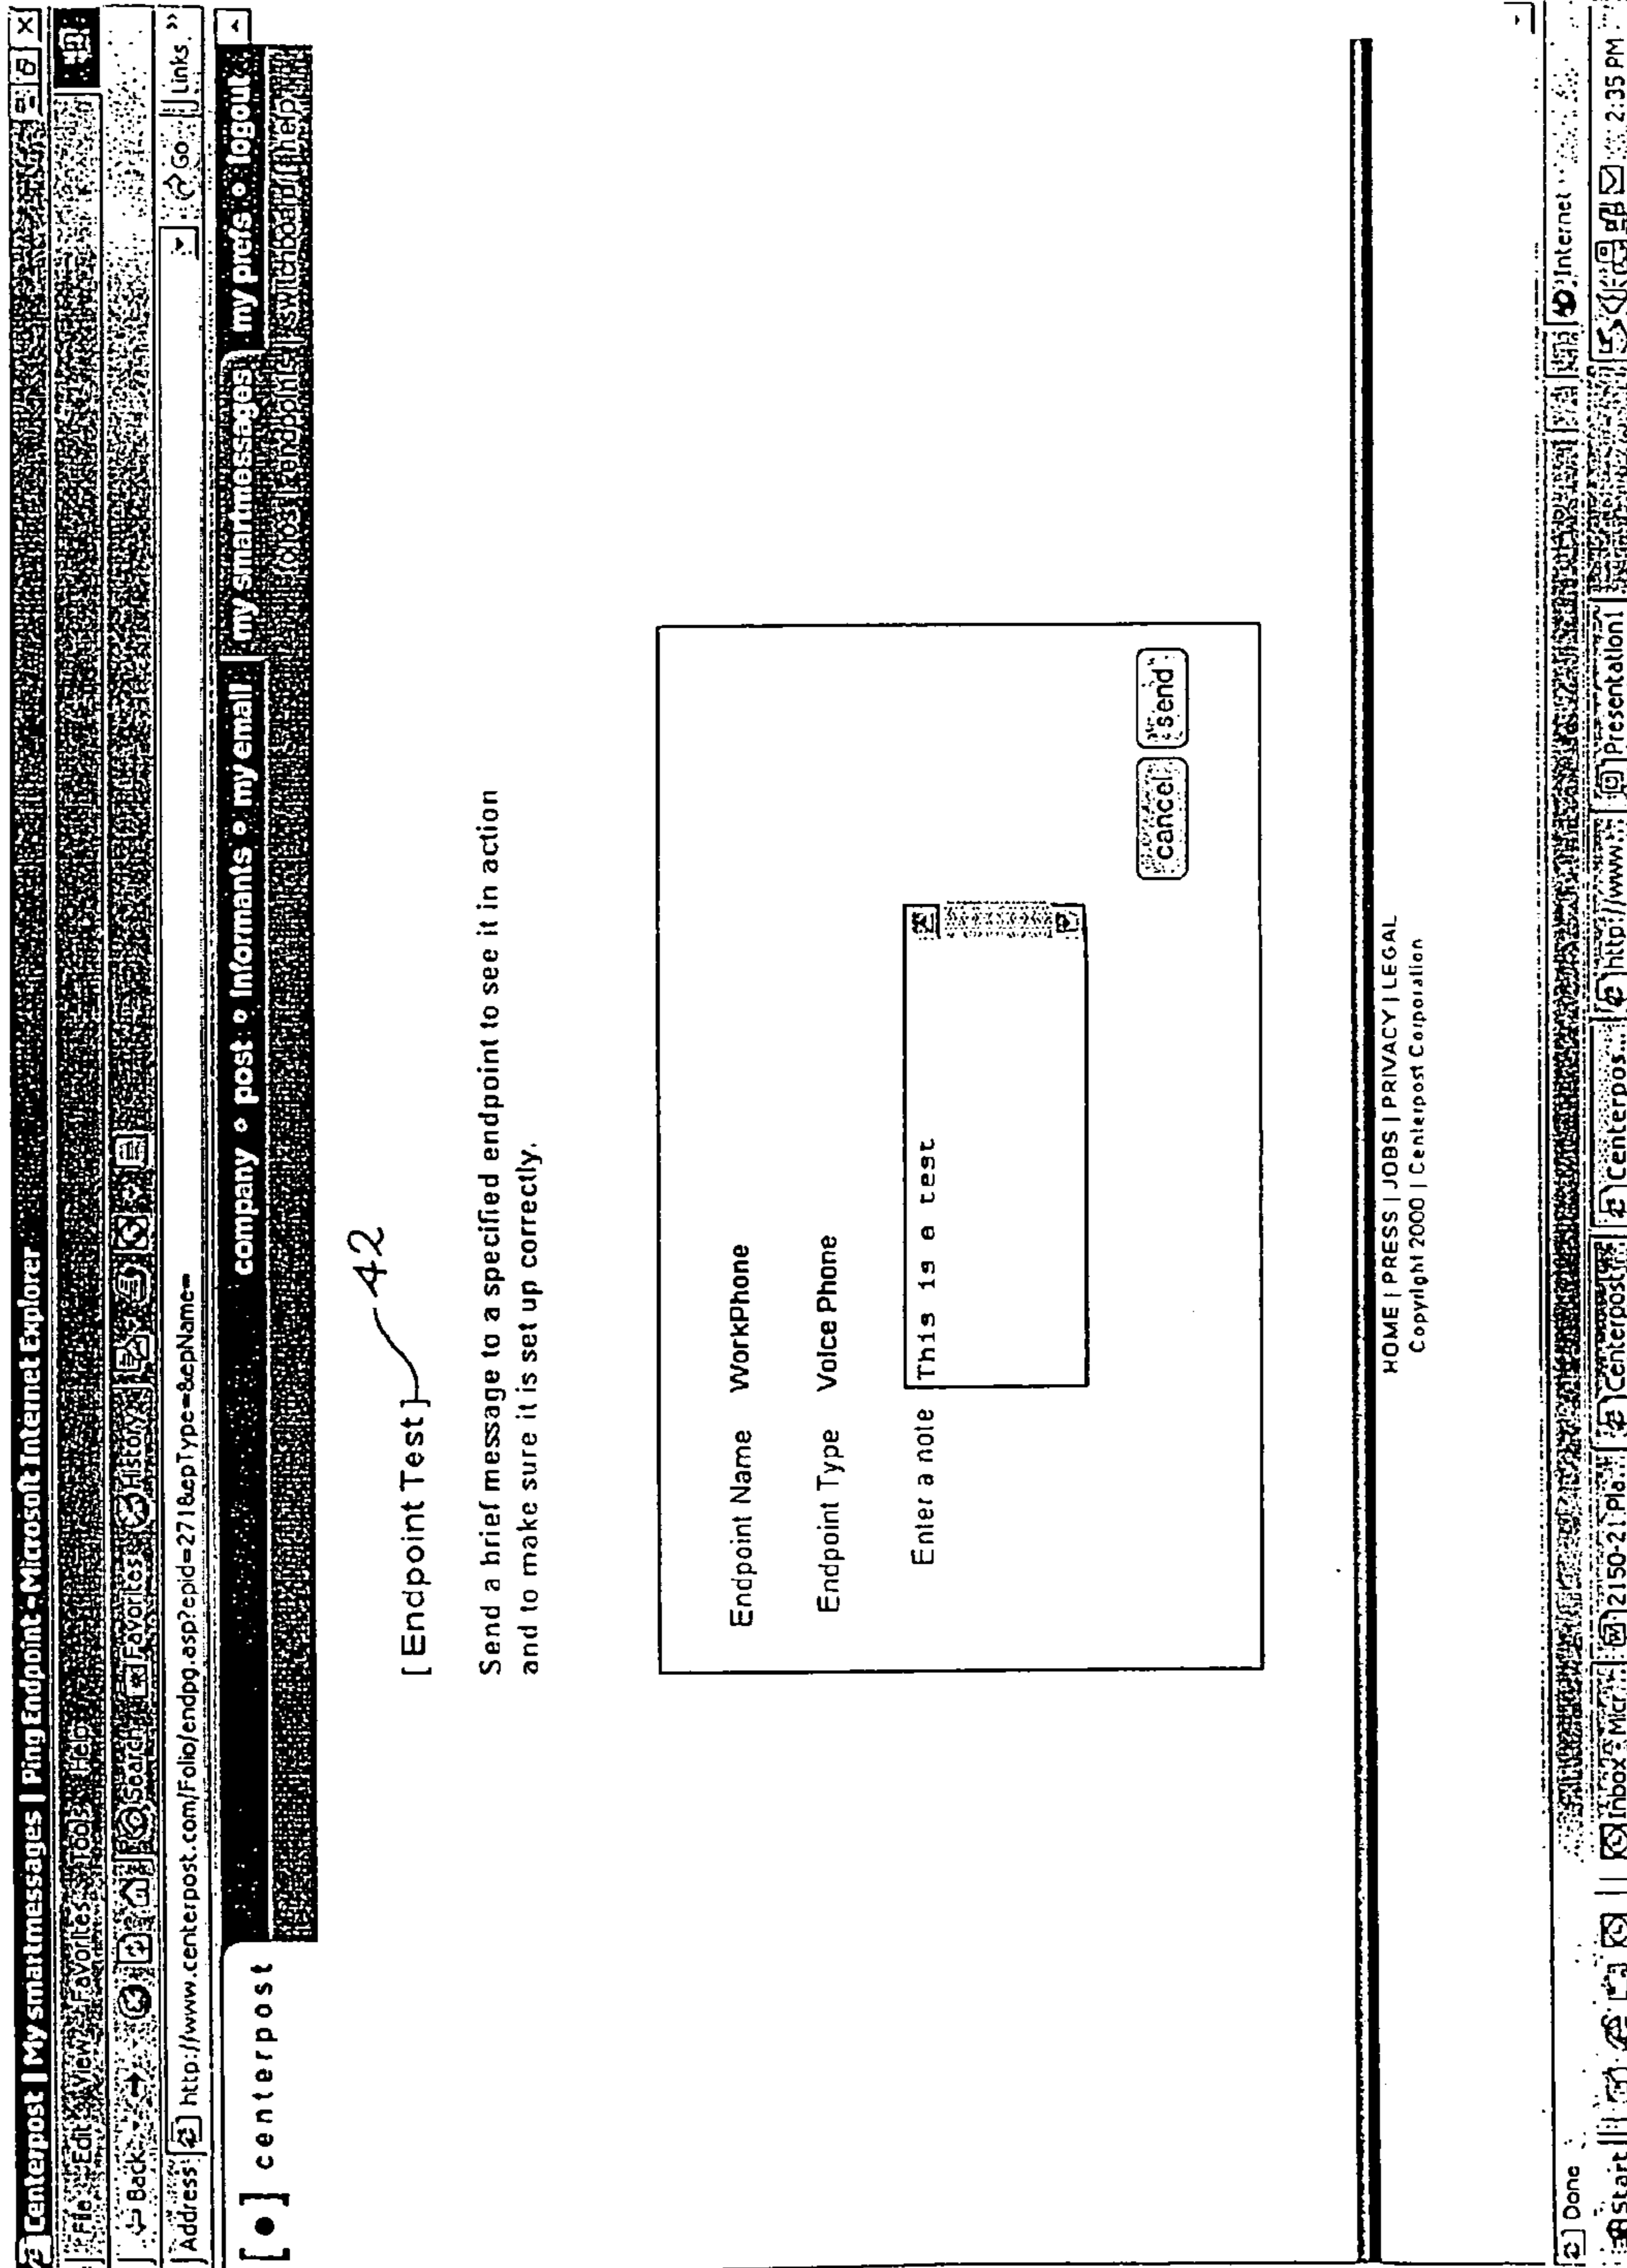 Centerpost | My smartmessages | Ping Endpoint - Microsoft Internet Explorer
File Edit View Favorites Tools Help
Back Search Favorites History
Address http://www.centerpost.com/Folio/endpg.asp?epid=271&epType=&epName= Go Links »
[•] centerpost
company • post • informants • my email my smartmessages my prefs • logout
folios | endpoints | switchboard | help
[Endpoint Test] 42
Send a brief message to a specified endpoint to see it in action
and to make sure it is set up correctly.
Endpoint Name WorkPhone
Endpoint Type Voice Phone
Enter a note This is a test
cancel send
HOME | PRESS | JOBS | PRIVACY | LEGAL
Copyright 2000 | Centerpost Corporation
Done Internet
Start Inbox - Micr... 2150-21 Pla... Centerpost... Centerpos... http://www.... Presentation1 2:35 PM